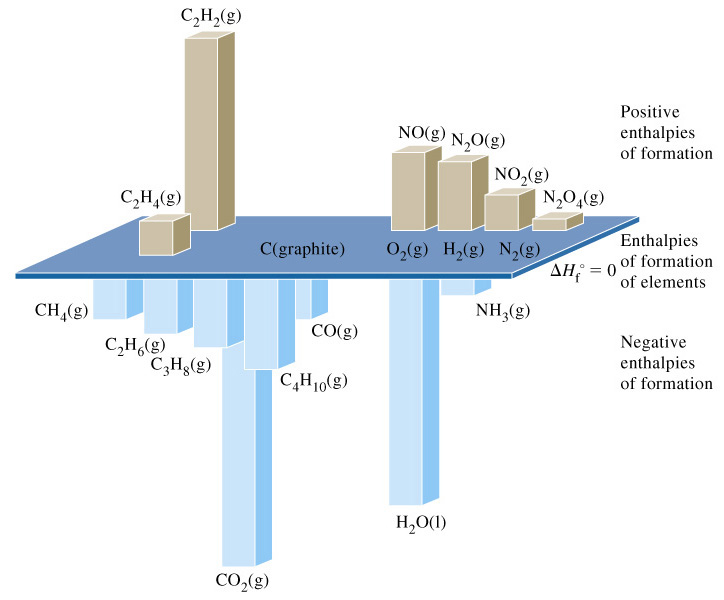 C₂H₂(g)
Positive
enthalpies
of formation
NO(g)
N₂O(g)
NO₂(g)
C₂H₄(g)
N₂O₄(g)
C(graphite)
O₂(g)
H₂(g)
N₂(g)
Enthalpies
of formation
of elements
ΔH°f = 0
CH₄(g)
C₂H₆(g)
C₃H₈(g)
C₄H₁₀(g)
CO(g)
NH₃(g)
Negative
enthalpies
of formation
H₂O(l)
CO₂(g)